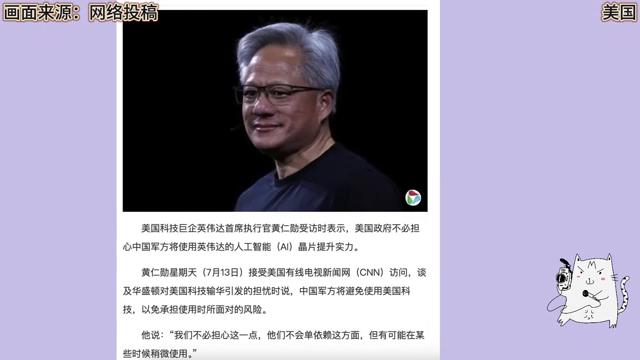 画面来源：网络投稿
美国
美国科技巨企英伟达首席执行官黄仁勋受访时表示，美国政府不必担
心中国军方将使用英伟达的人工智能（AI）晶片提升实力。
黄仁勋星期天（7月13日）接受美国有线电视新闻网（CNN）访问，谈
及华盛顿对美国科技输华引发的担忧时说，中国军方将避免使用美国科
技，以免承担使用时所面对的风险。
他说：“我们不必担心这一点，他们不会单依赖这方面，但有可能在某
些时候稍微使用。”